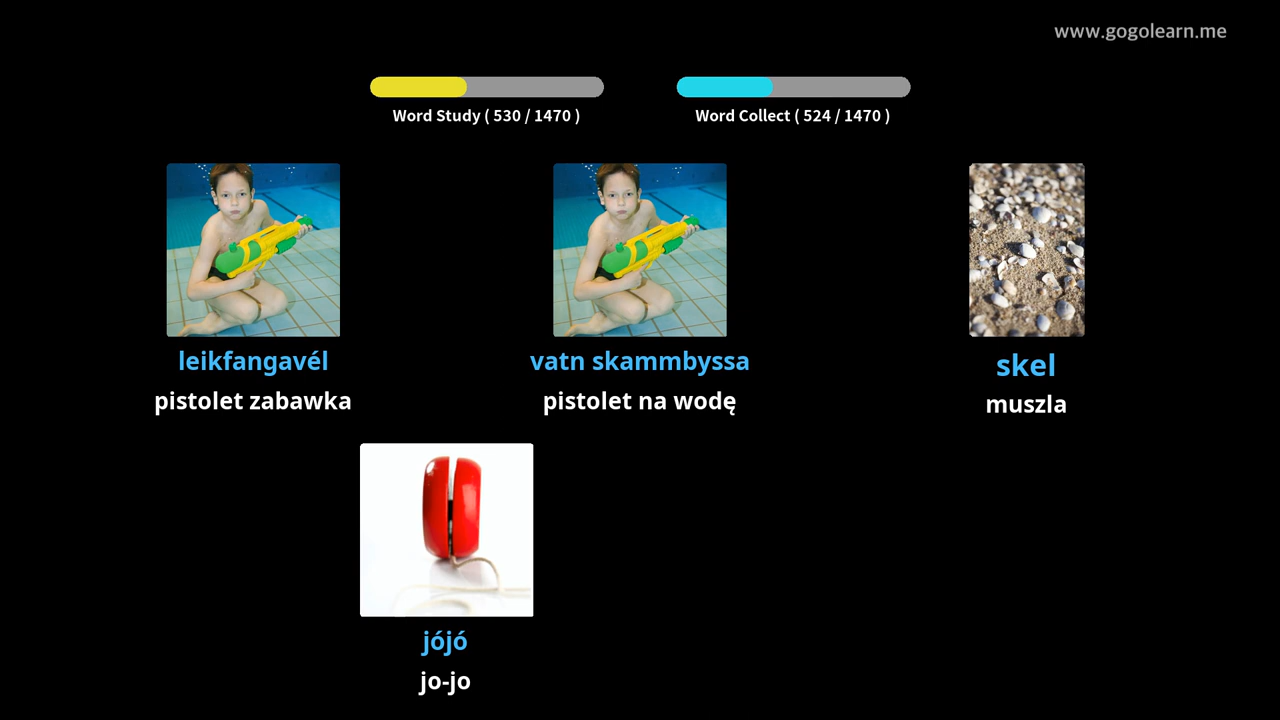 www.gogolearn.me
Word Study ( 530 / 1470 )
Word Collect ( 524 / 1470 )
leikfangavél
pistolet zabawka
vatn skammbyssa
pistolet na wodę
skel
muszla
jójó
jo-jo